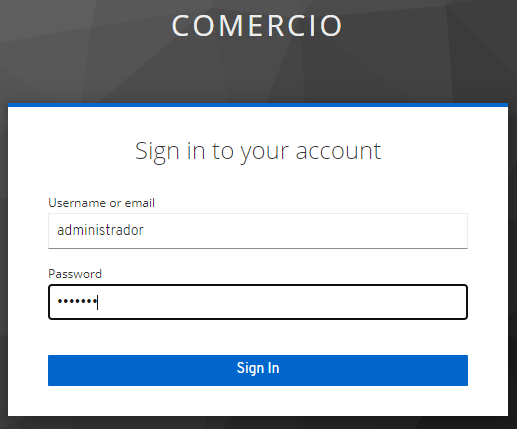 COMERCIO
Sign in to your account
Username or email
administrador
Password
•••••••
Sign In